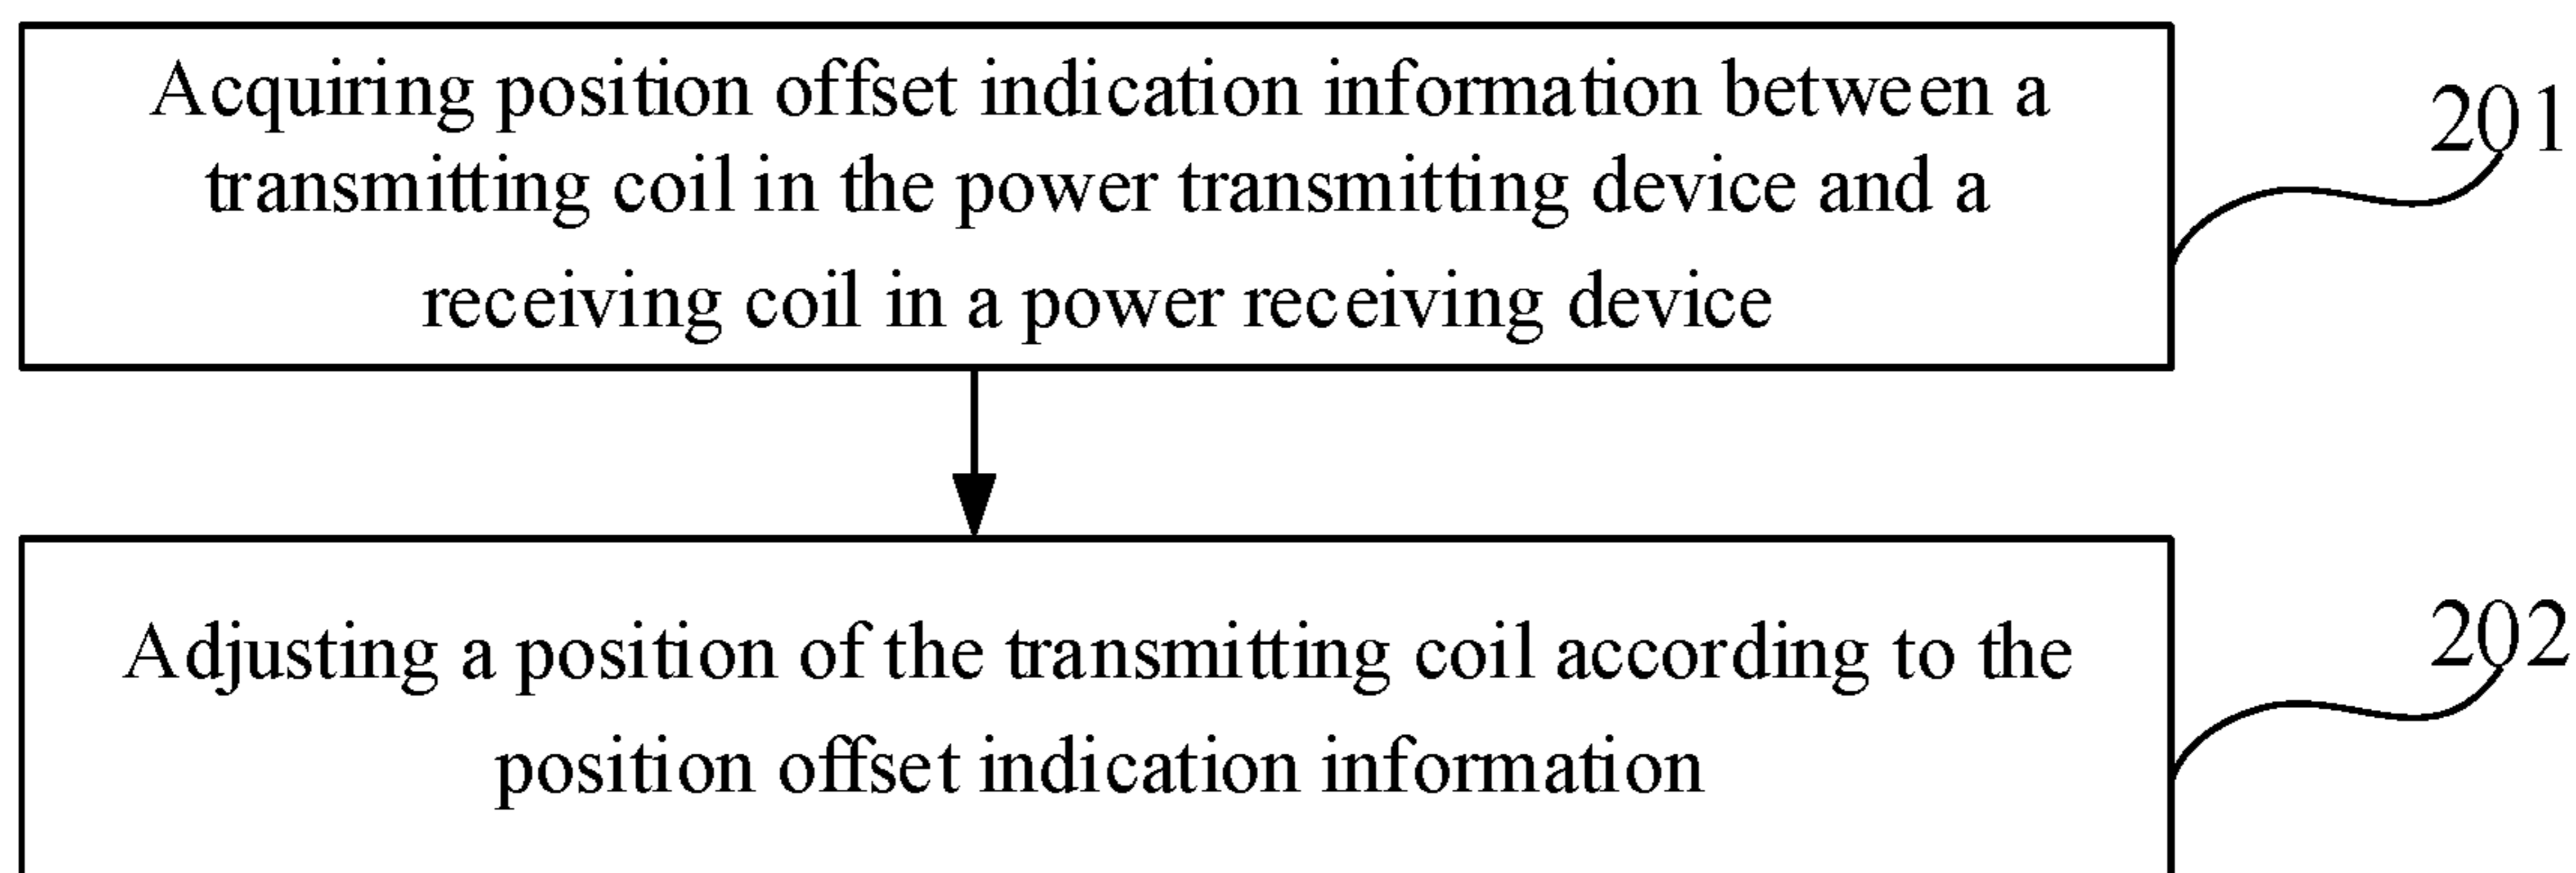 Acquiring position offset indication information between a
transmitting coil in the power transmitting device and a
receiving coil in a power receiving device
201
Adjusting a position of the transmitting coil according to the
position offset indication information
202